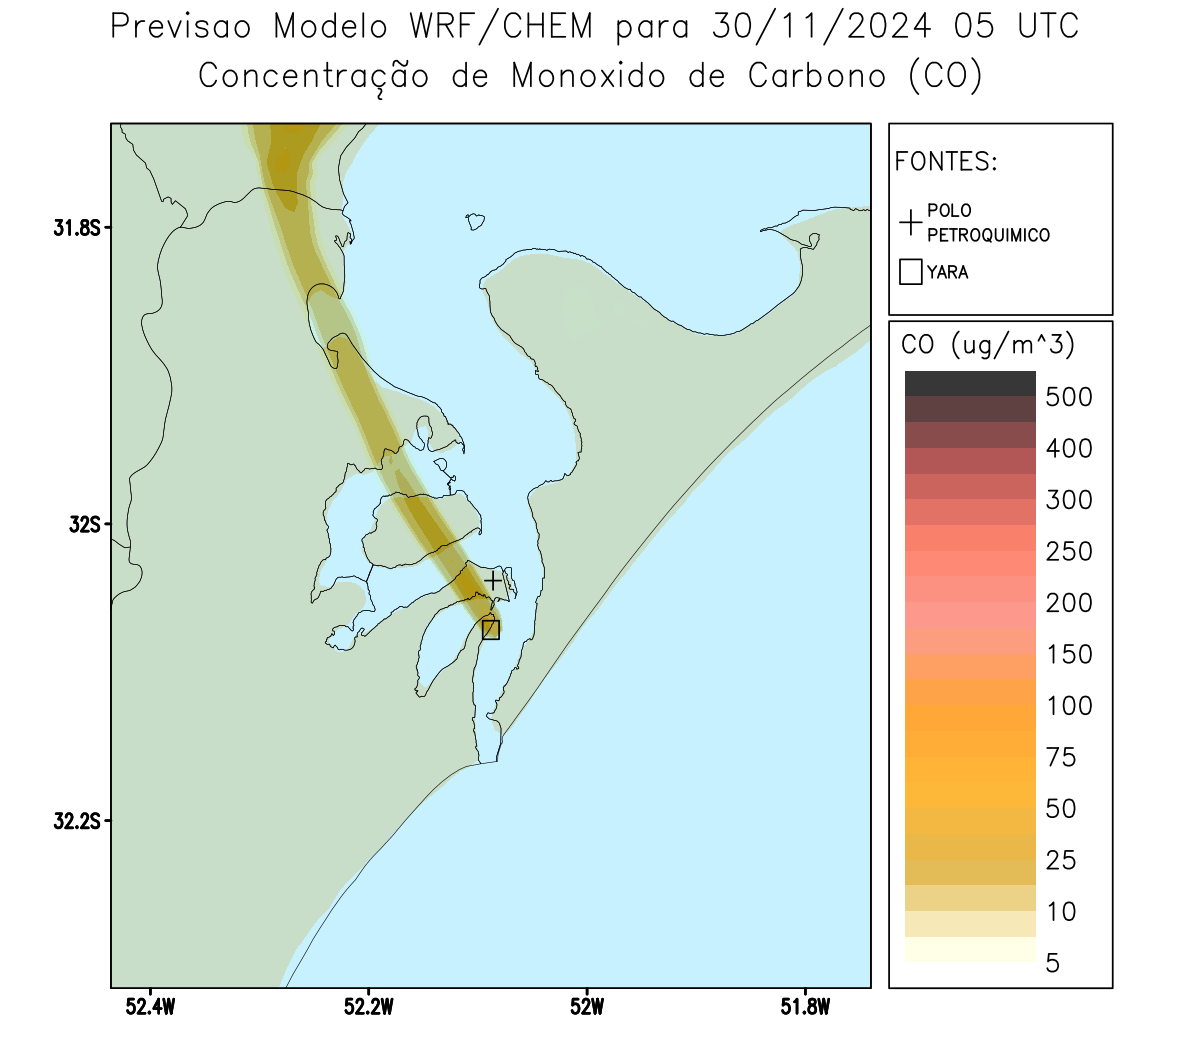 Previsao Modelo WRF/CHEM para 30/11/2024 05 UTC
Concentração de Monoxido de Carbono (CO)
FONTES:
POLO
PETROQUIMICO
YARA
CO (ug/m^3)
500
400
300
250
200
150
100
75
50
25
10
5
31.8S
32S
32.2S
52.4W
52.2W
52W
51.8W